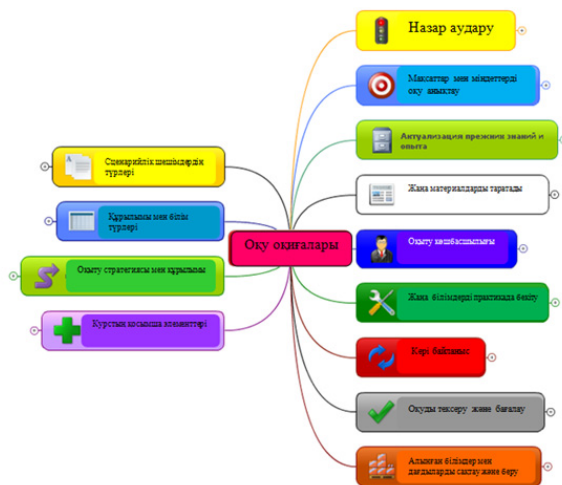 Назар аудару
Мақсаттар мен міндеттерді
оқу анықтау
Актуализация прежних знаний и
опыта
Жаңа материалдарды таратады
Оқыту көшбасшылығы
Жаңа білімдерді практикада бекіту
Кері байланыс
Оқуды тексеру және бағалау
Алынған білімдер мен
дағдыларды сақтау және беру
Оқу оқиғалары
Сценарийлік шешімдердің
түрлері
Құрылымы мен білім
түрлері
Оқыту стратегиясы мен құрылымы
Курстың қосымша элементтері